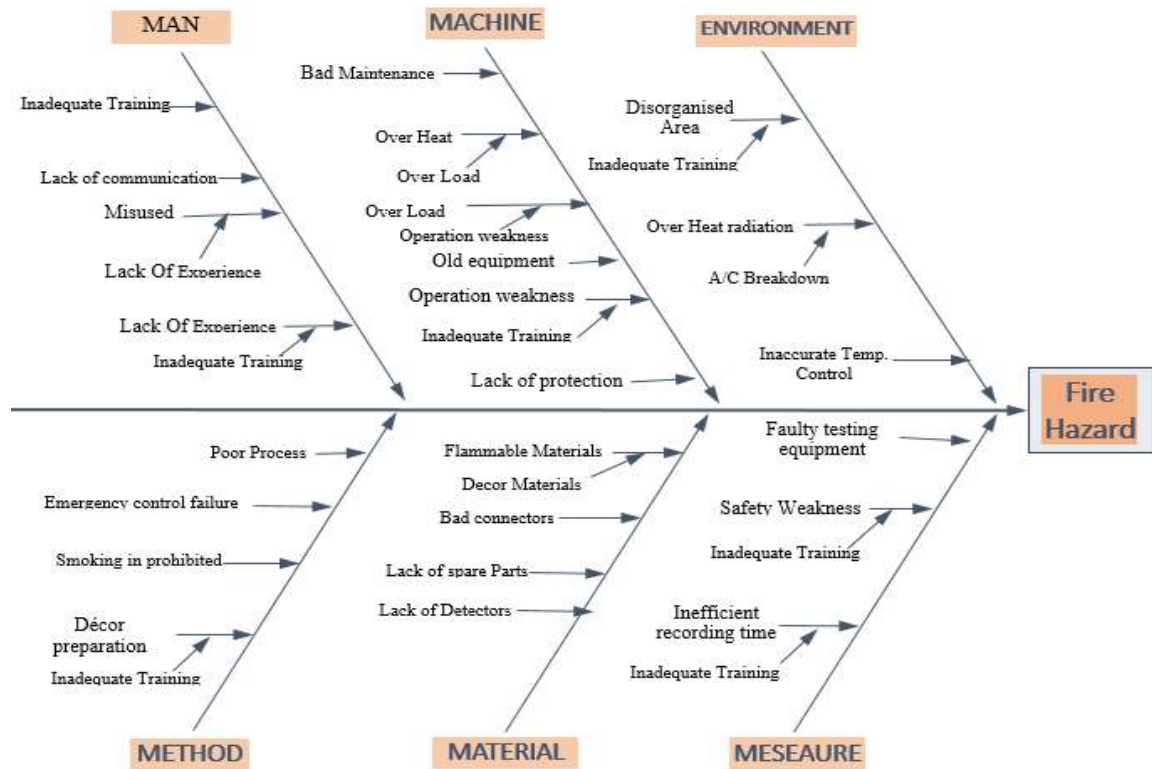 MAN
MACHINE
ENVIRONMENT
Inadequate Training
Lack of communication
Misused
Lack Of Experience
Lack Of Experience
Inadequate Training
Bad Maintenance
Over Heat
Over Load
Over Load
Operation weakness
Old equipment
Operation weakness
Inadequate Training
Lack of protection
Disorganised
Area
Inadequate Training
Over Heat radiation
A/C Breakdown
Inaccurate Temp.
Control
Fire
Hazard
Poor Process
Emergency control failure
Smoking in prohibited
Décor
preparation
Inadequate Training
Flammable Materials
Decor Materials
Bad connectors
Lack of spare Parts
Lack of Detectors
Faulty testing
equipment
Safety Weakness
Inadequate Training
Inefficient
recording time
Inadequate Training
METHOD
MATERIAL
MESEAURE